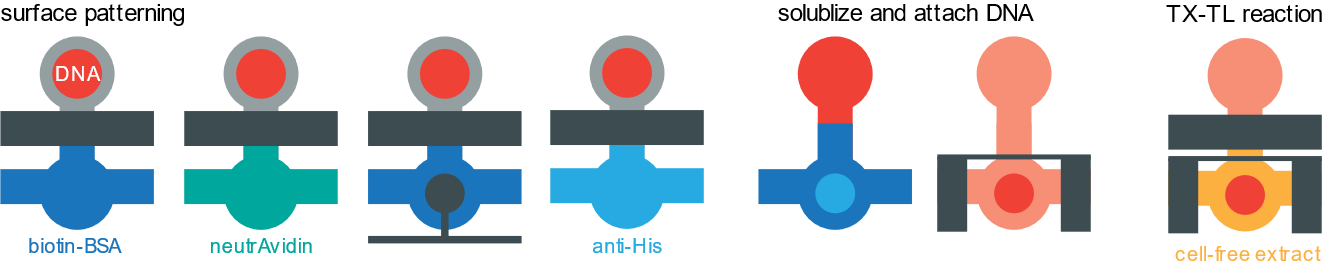 surface patterning
solublize and attach DNA
TX-TL reaction
DNA
biotin-BSA
neutrAvidin
anti-His
cell-free extract